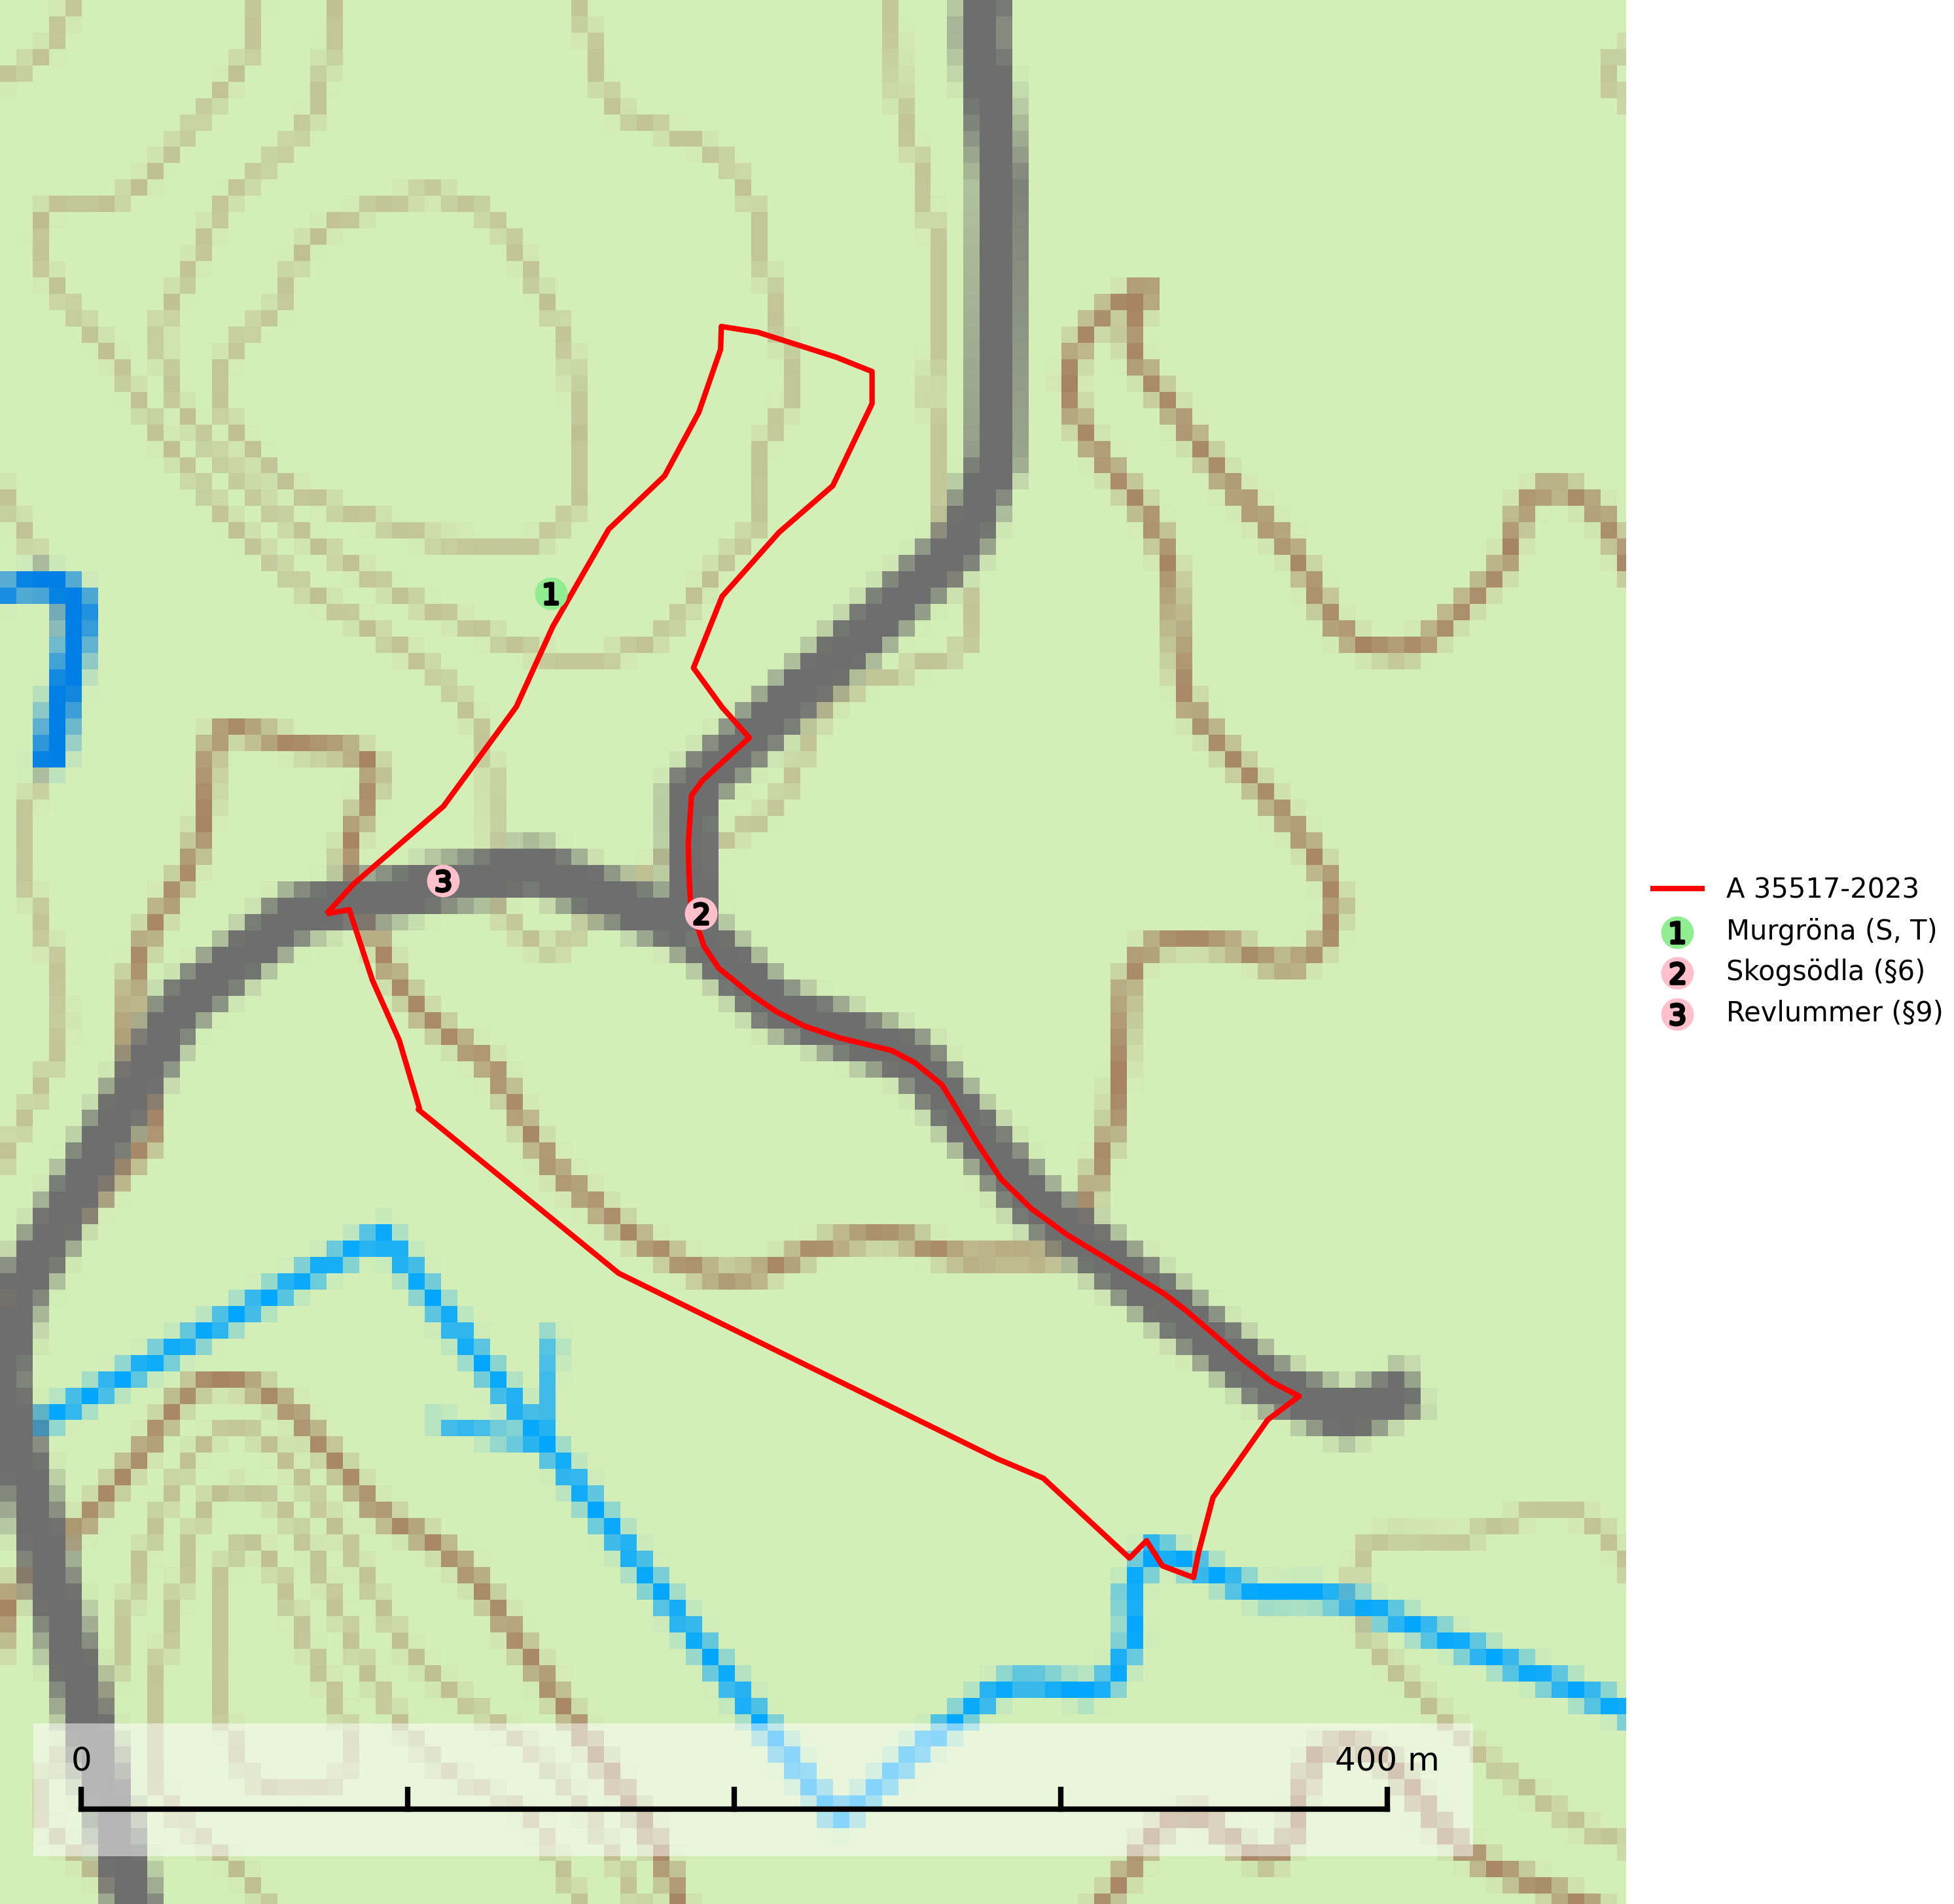 1
3
2
A 35517-2023
1 Murgröna (S, T)
2 Skogsödla (§6)
3 Revlummer (§9)
0 400 m